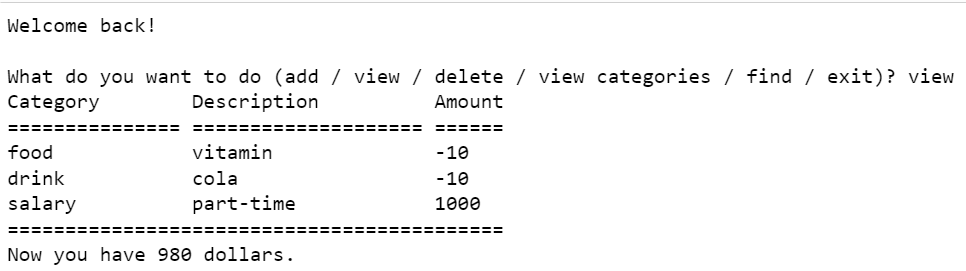 Welcome back!
What do you want to do (add / view / delete / view categories / find / exit)? view
Category        Description          Amount
=============== ==================== ======
food            vitamin              -10
drink           cola                 -10
salary          part-time            1000
===========================================
Now you have 980 dollars.